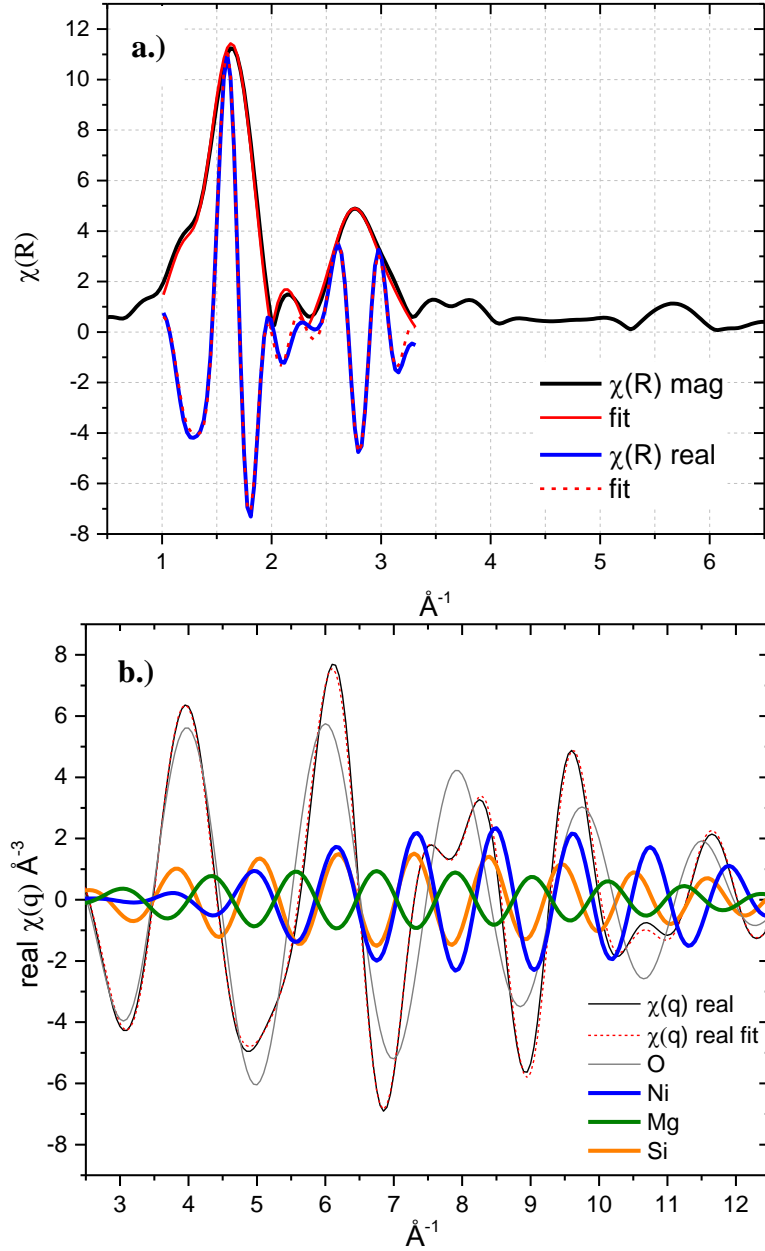 a.)
12
10
8
6
4
2
0
-2
-4
-6
-8
χ(R)
χ(R) mag
fit
χ(R) real
fit
1 2 3 4 5 6
Å-1
b.)
8
6
4
2
0
-2
-4
-6
-8
real χ(q) Å-3
χ(q) real
χ(q) real fit
O
Ni
Mg
Si
3 4 5 6 7 8 9 10 11 12
Å-1